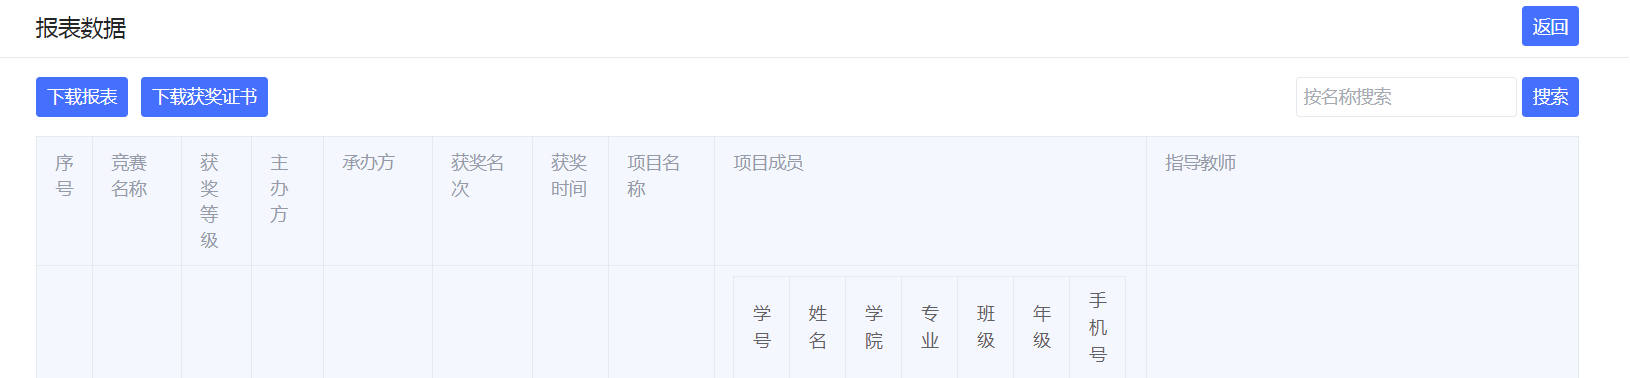 报表数据
返回
下载报表 下载获奖证书 按名称搜索 搜索
序号 竞赛名称 获奖等级 主办方 承办方 获奖名次 获奖时间 项目名称 项目成员 指导教师
学号 姓名 学院 专业 班级 年级 手机号